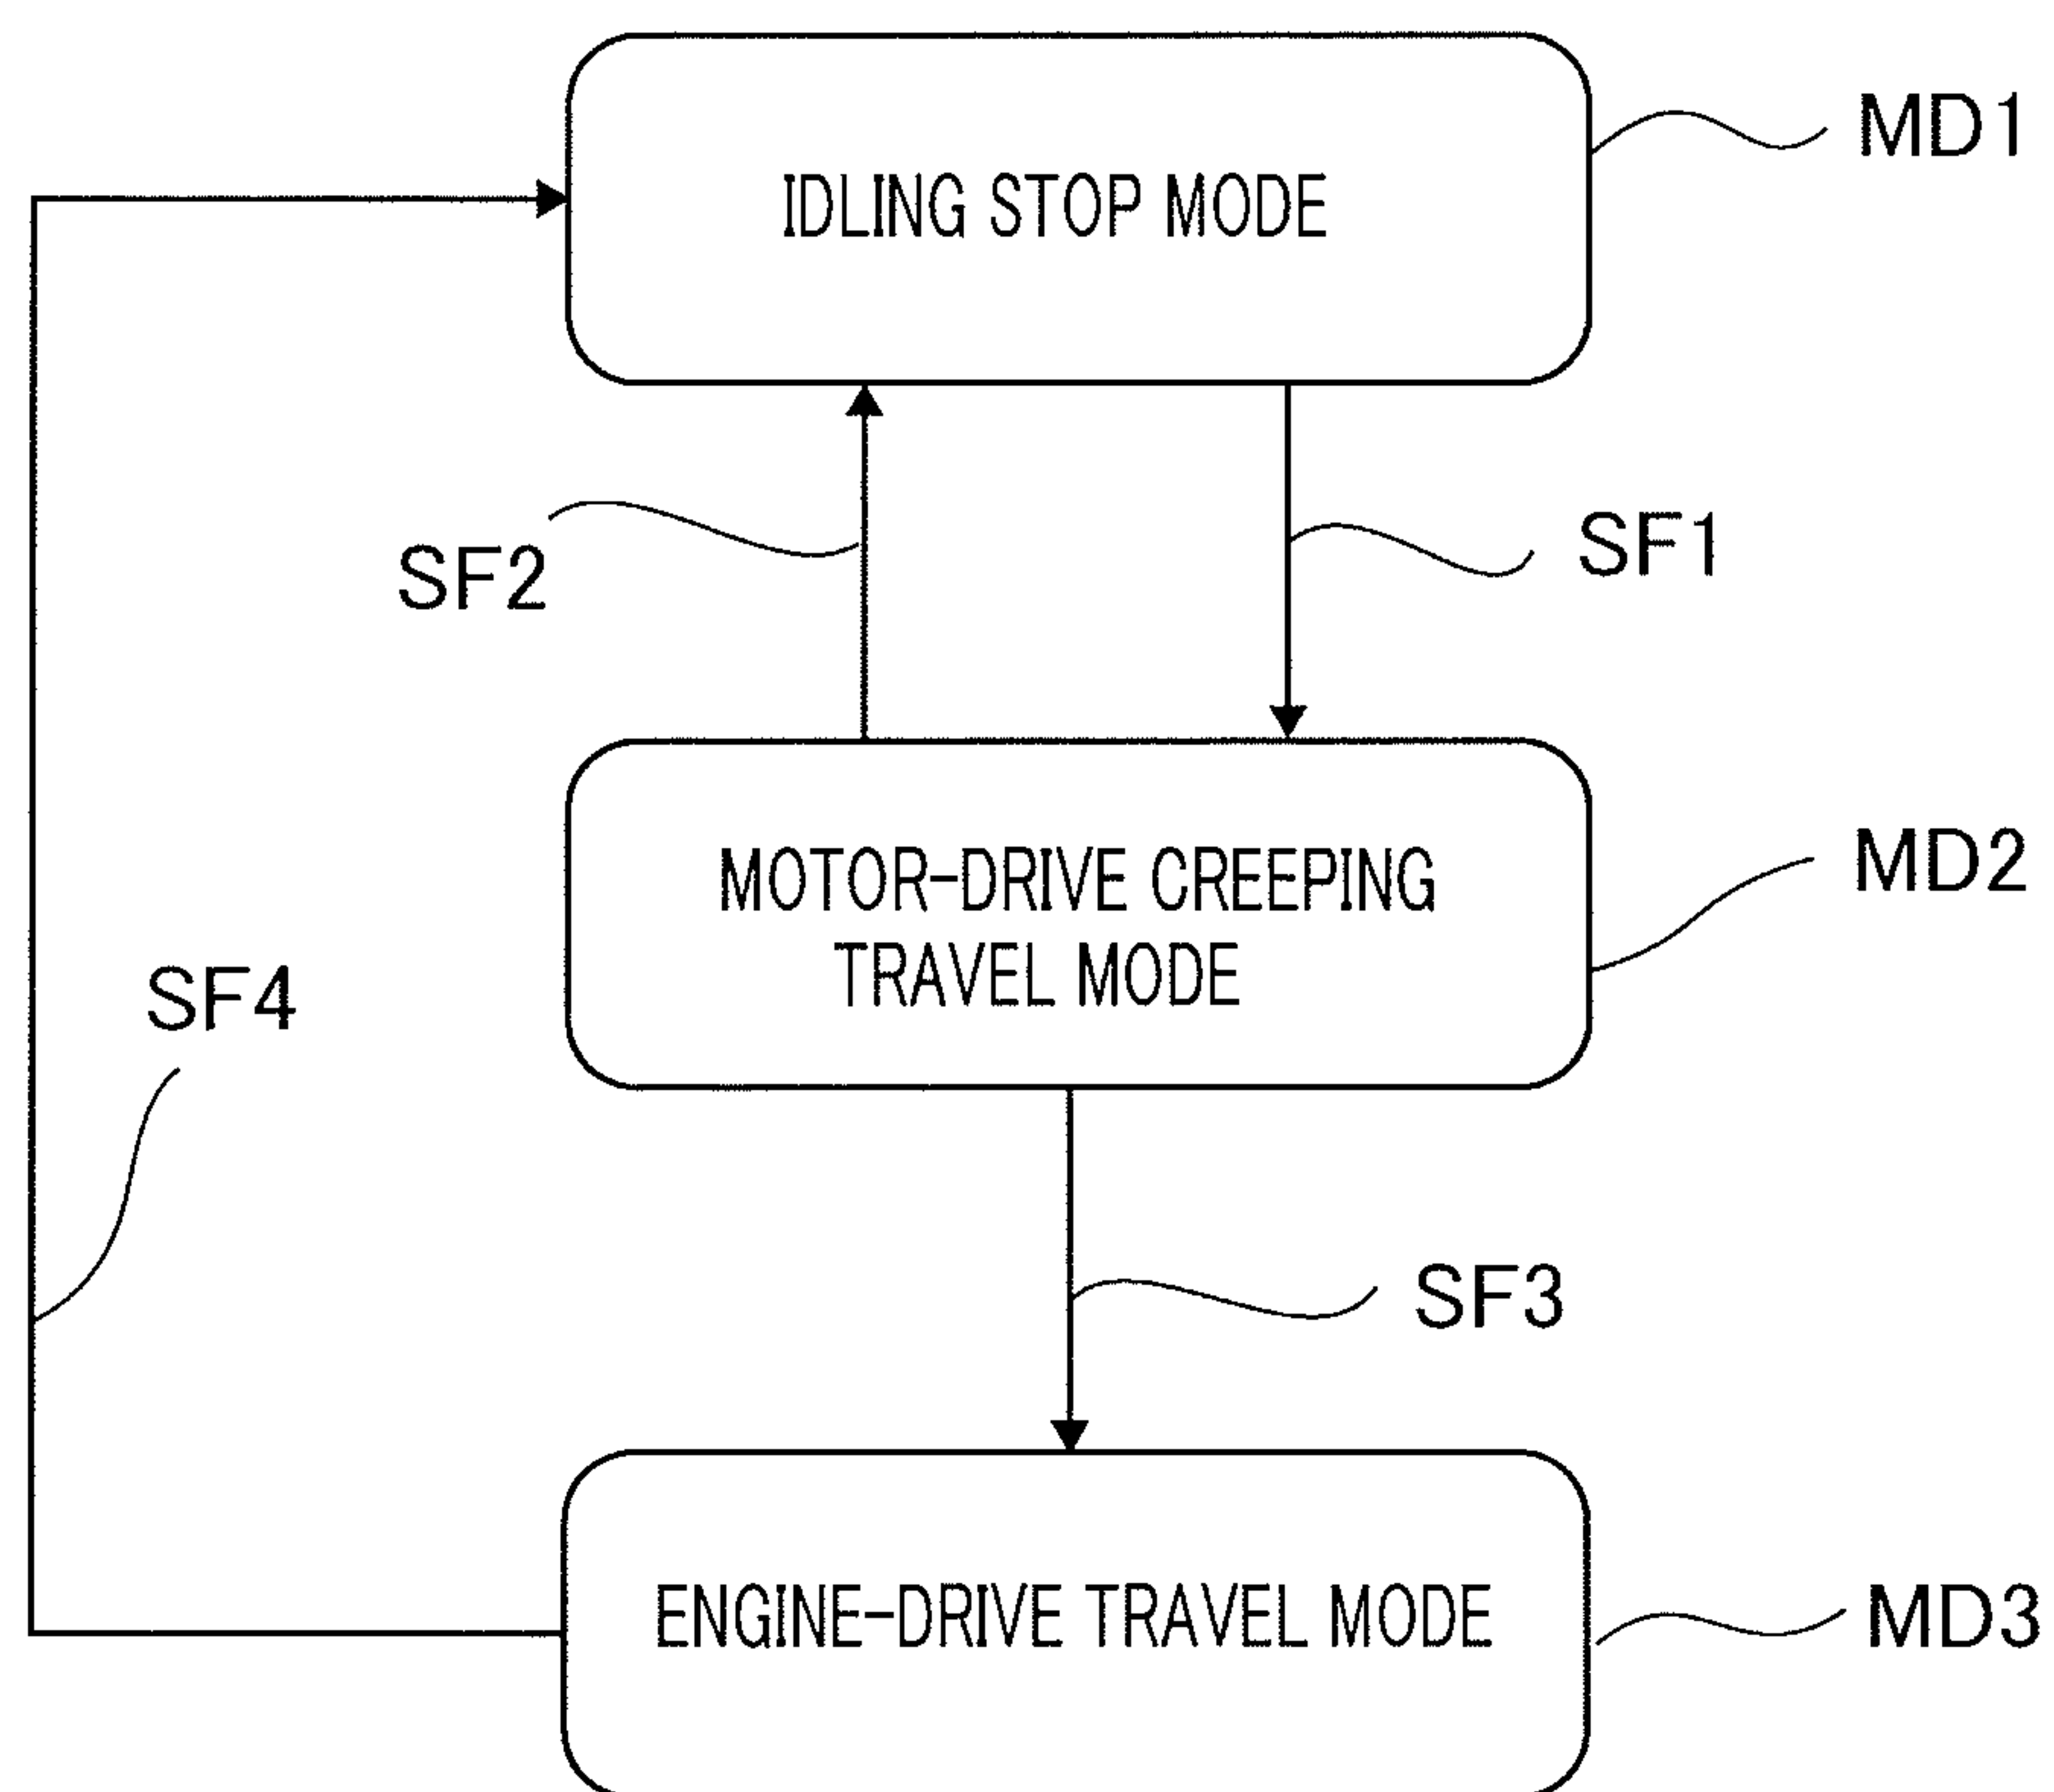 MD1
IDLING STOP MODE
SF2
SF1
MOTOR-DRIVE CREEPING
TRAVEL MODE
MD2
SF4
SF3
ENGINE-DRIVE TRAVEL MODE
MD3